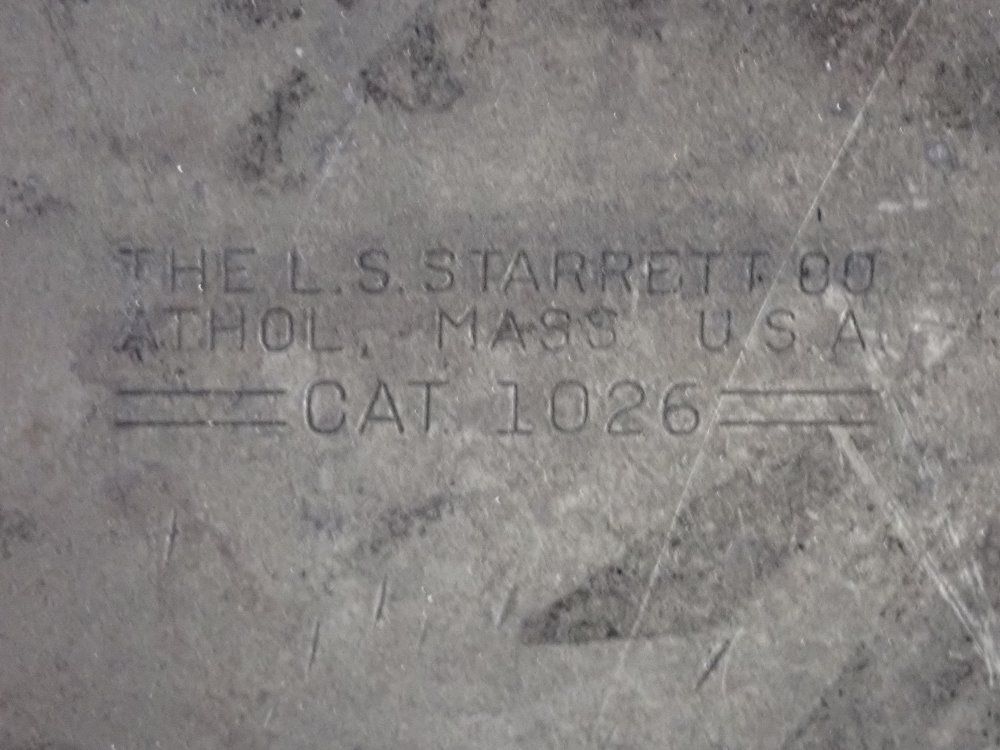 THE L.S.STARRETT CO
ATHOL, MASS U.S.A.
CAT. 1026